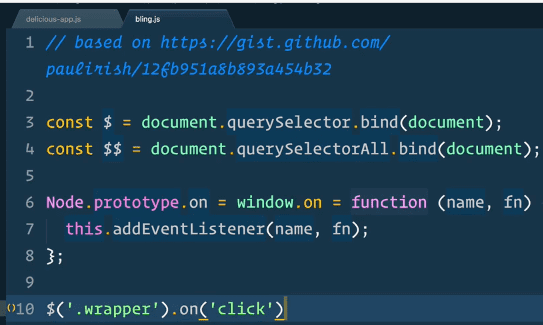 delicious-app.js
bling.js
1 // based on https://gist.github.com/
paulirish/12fb951a8b893a454b32
2
3 const $ = document.querySelector.bind(document);
4 const $$ = document.querySelectorAll.bind(document);
5
6 Node.prototype.on = window.on = function (name, fn)
7 this.addEventListener(name, fn);
8 };
9
10 $('.wrapper').on('click')